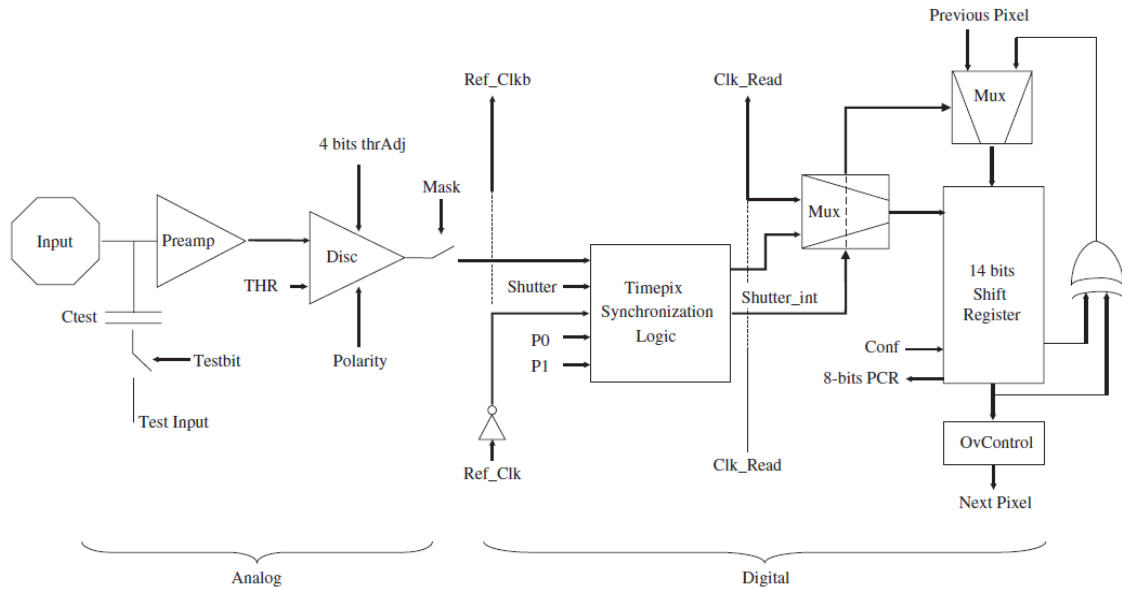 Previous Pixel
Ref_Clkb
Clk_Read
Mux
4 bits thrAdj
Mask
Mux
Input
Preamp
Disc
THR
Shutter
Timepix
Synchronization
Logic
Shutter_int
14 bits
Shift
Register
Ctest
P0
P1
Conf
8-bits PCR
Testbit
Polarity
Test Input
Ref_Clk
Clk_Read
OvControl
Next Pixel
Analog
Digital